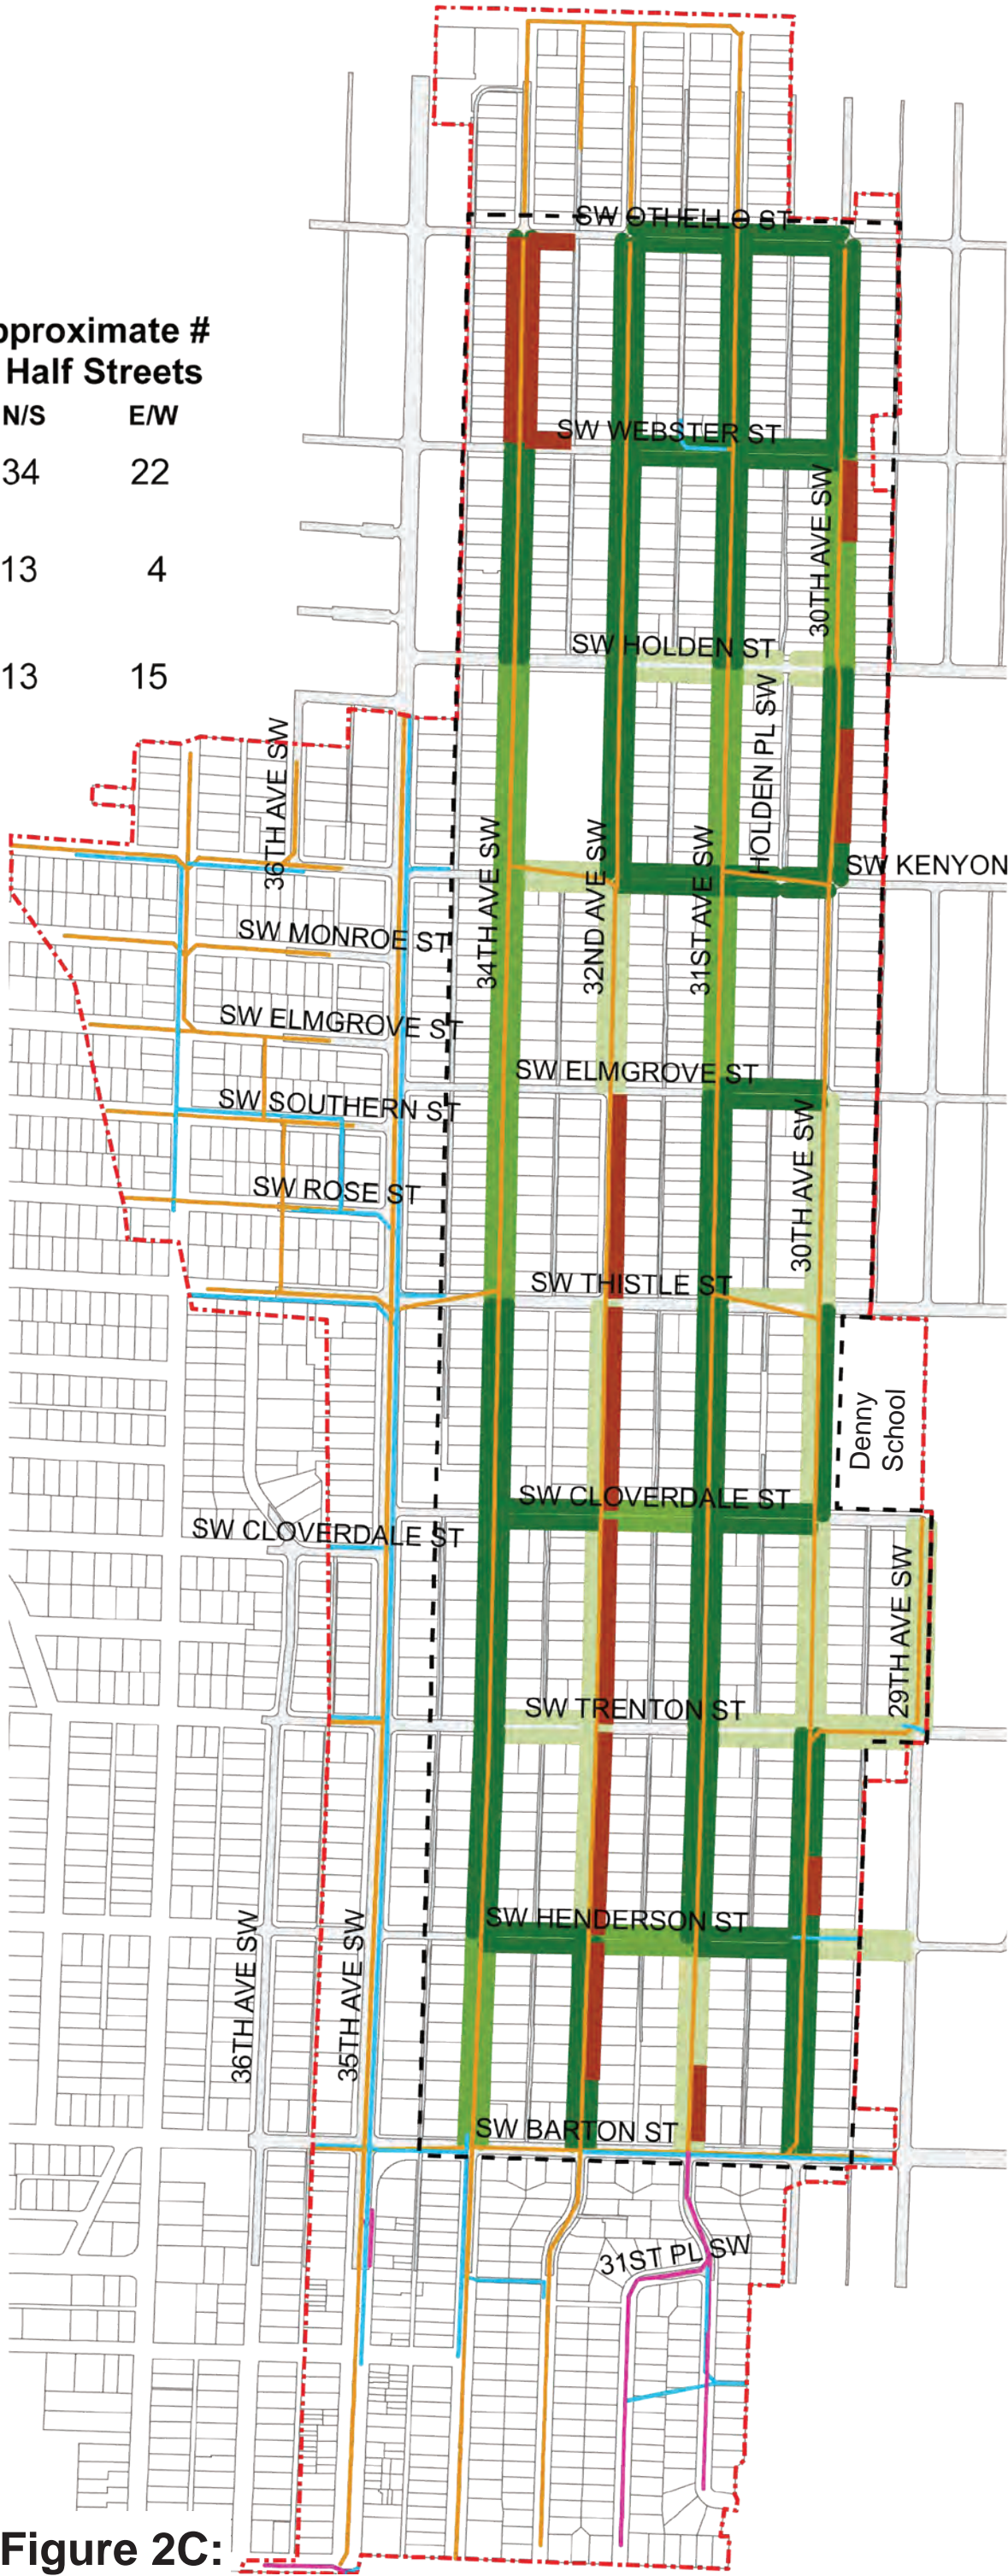 pproximate #
Half Streets
N/S E/W
34 22
13 4
13 15
SW OTHELLO ST
SW WEBSTER ST
30TH AVE SW
SW HOLDEN ST
HOLDEN PL SW
36TH AVE SW
34TH AVE SW
32ND AVE SW
31ST AVE SW
SW KENYON
SW MONROE ST
SW ELMGROVE ST
SW ELMGROVE ST
SW SOUTHERN ST
30TH AVE SW
SW ROSE ST
SW THISTLE ST
Denny
School
SW CLOVERDALE ST
SW CLOVERDALE ST
29TH AVE SW
SW TRENTON ST
SW HENDERSON ST
36TH AVE SW
35TH AVE SW
SW BARTON ST
31ST PL SW
Figure 2C: